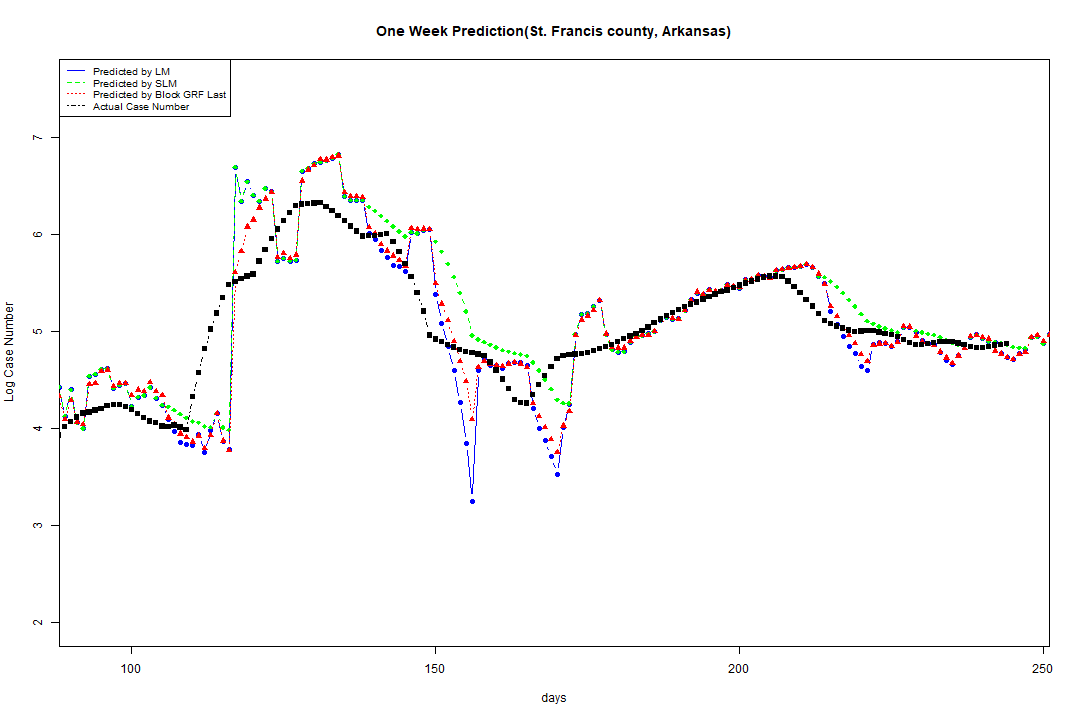 One Week Prediction(St. Francis county, Arkansas)
Predicted by LM
Predicted by SLM
Predicted by Block GRF Last
Actual Case Number
7
6
5
4
3
2
Log Case Number
100
150
200
250
days